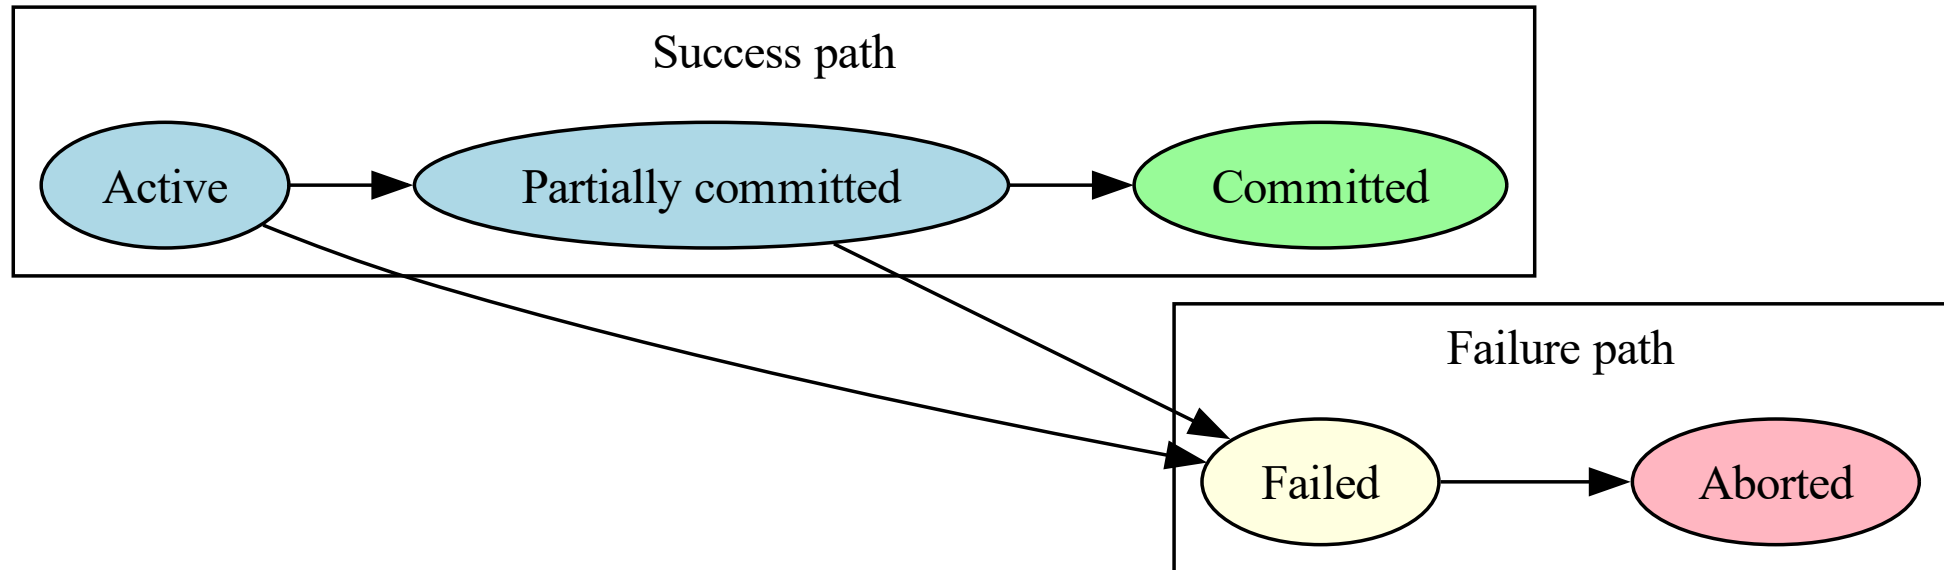 Success path
Active
Partially committed
Committed
Failure path
Failed
Aborted